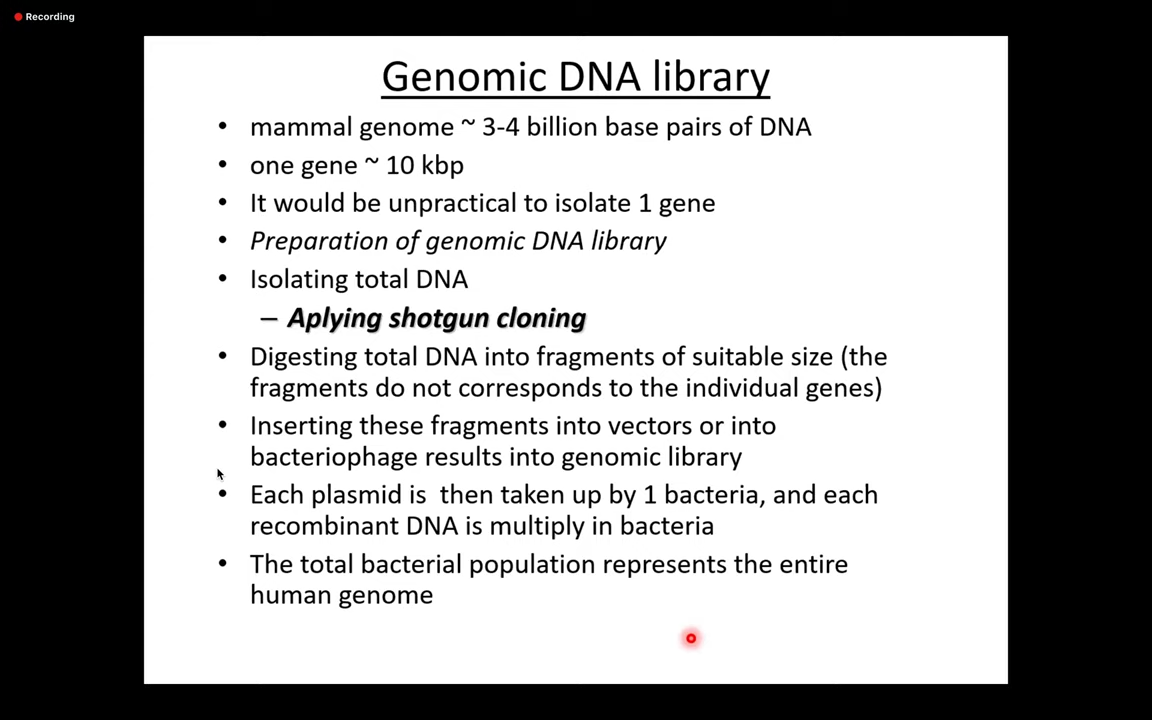 Recording
Genomic DNA library
• mammal genome ~ 3-4 billion base pairs of DNA
• one gene ~ 10 kbp
• It would be unpractical to isolate 1 gene
• Preparation of genomic DNA library
• Isolating total DNA
– Aplying shotgun cloning
• Digesting total DNA into fragments of suitable size (the
fragments do not corresponds to the individual genes)
• Inserting these fragments into vectors or into
bacteriophage results into genomic library
• Each plasmid is  then taken up by 1 bacteria, and each
recombinant DNA is multiply in bacteria
• The total bacterial population represents the entire
human genome